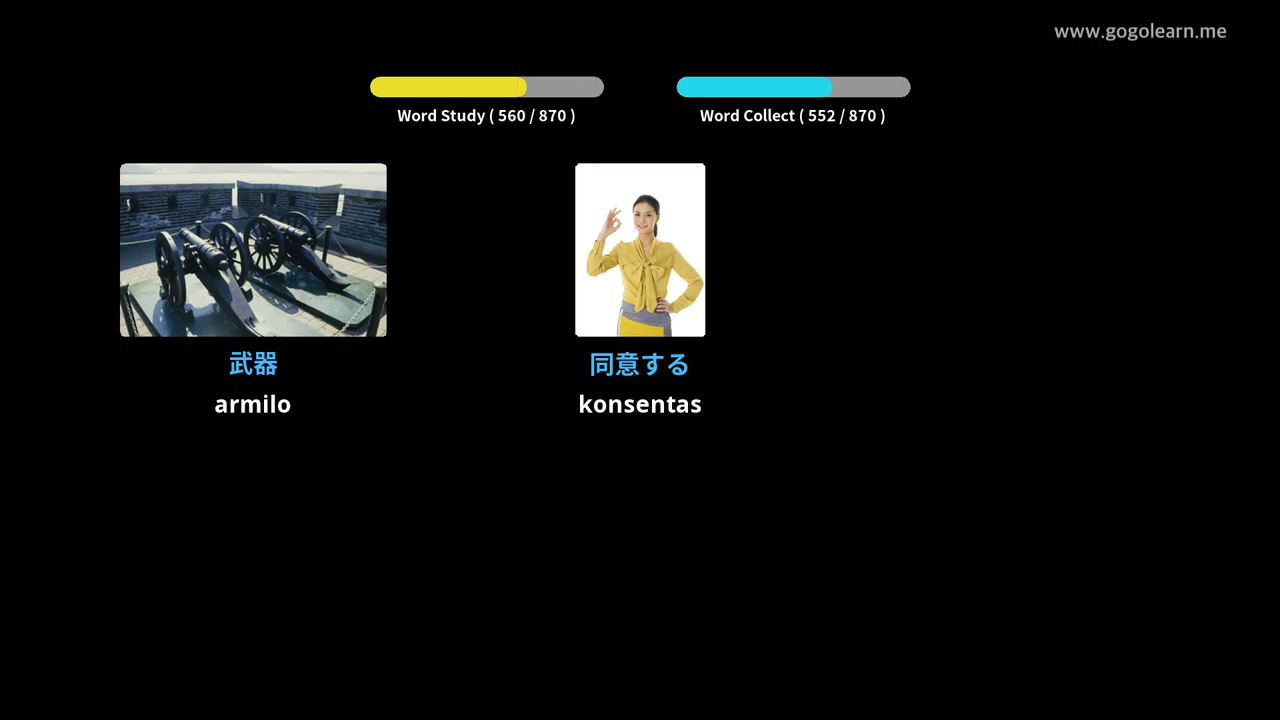 www.gogolearn.me
Word Study ( 560 / 870 )
Word Collect ( 552 / 870 )
武器
armilo
同意する
konsentas